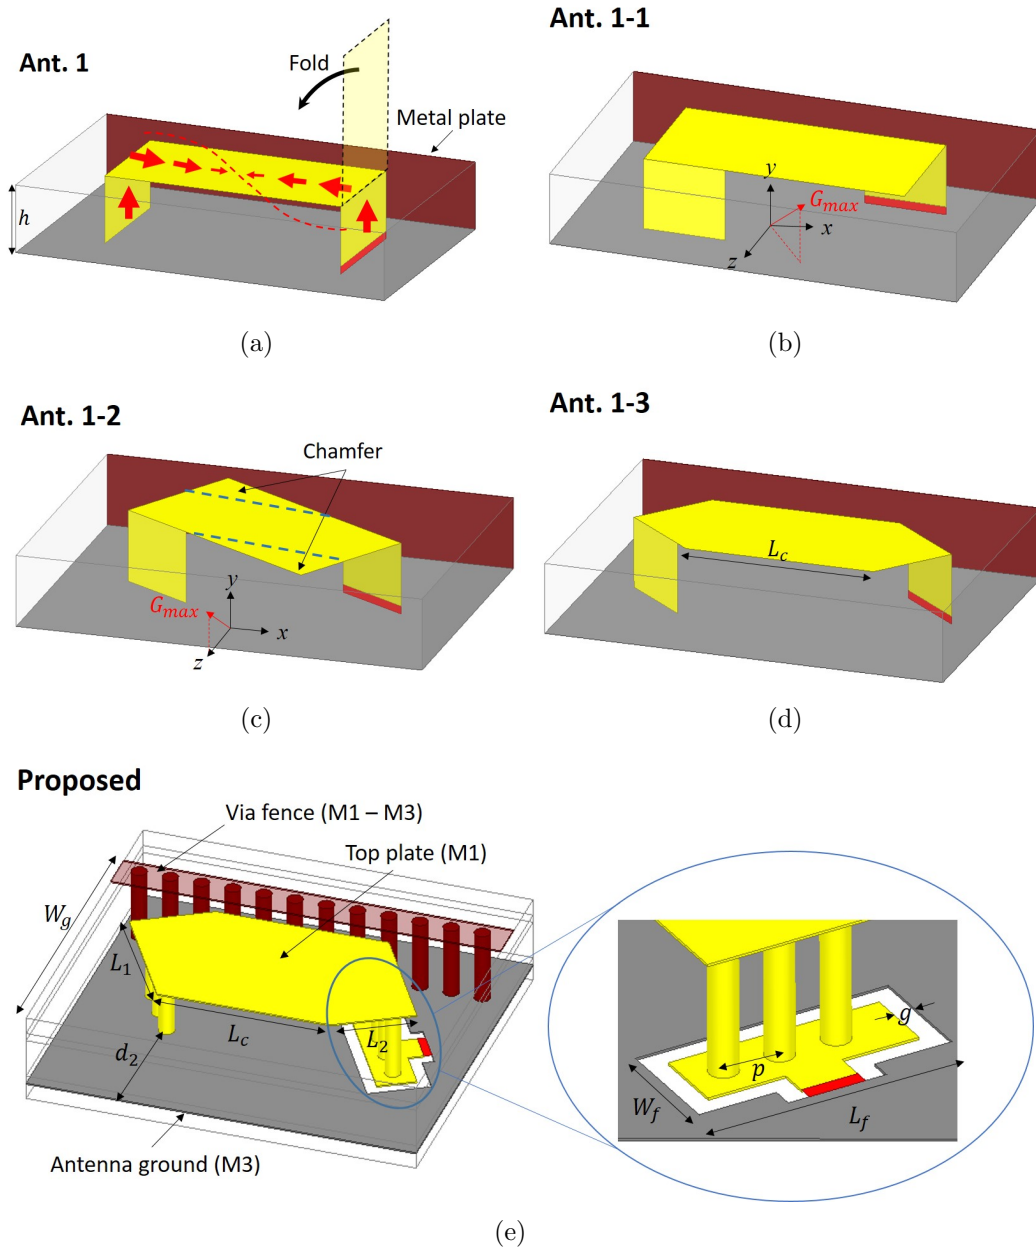 Ant. 1
Fold
Metal plate
h
(a)
Ant. 1-1
y
G_max
x
z
(b)
Ant. 1-2
Chamfer
y
G_max
x
z
(c)
Ant. 1-3
L_c
(d)
Proposed
Via fence (M1 – M3)
Top plate (M1)
W_g
L_1
L_c
L_2
d_2
Antenna ground (M3)
g
p
W_f
L_f
(e)